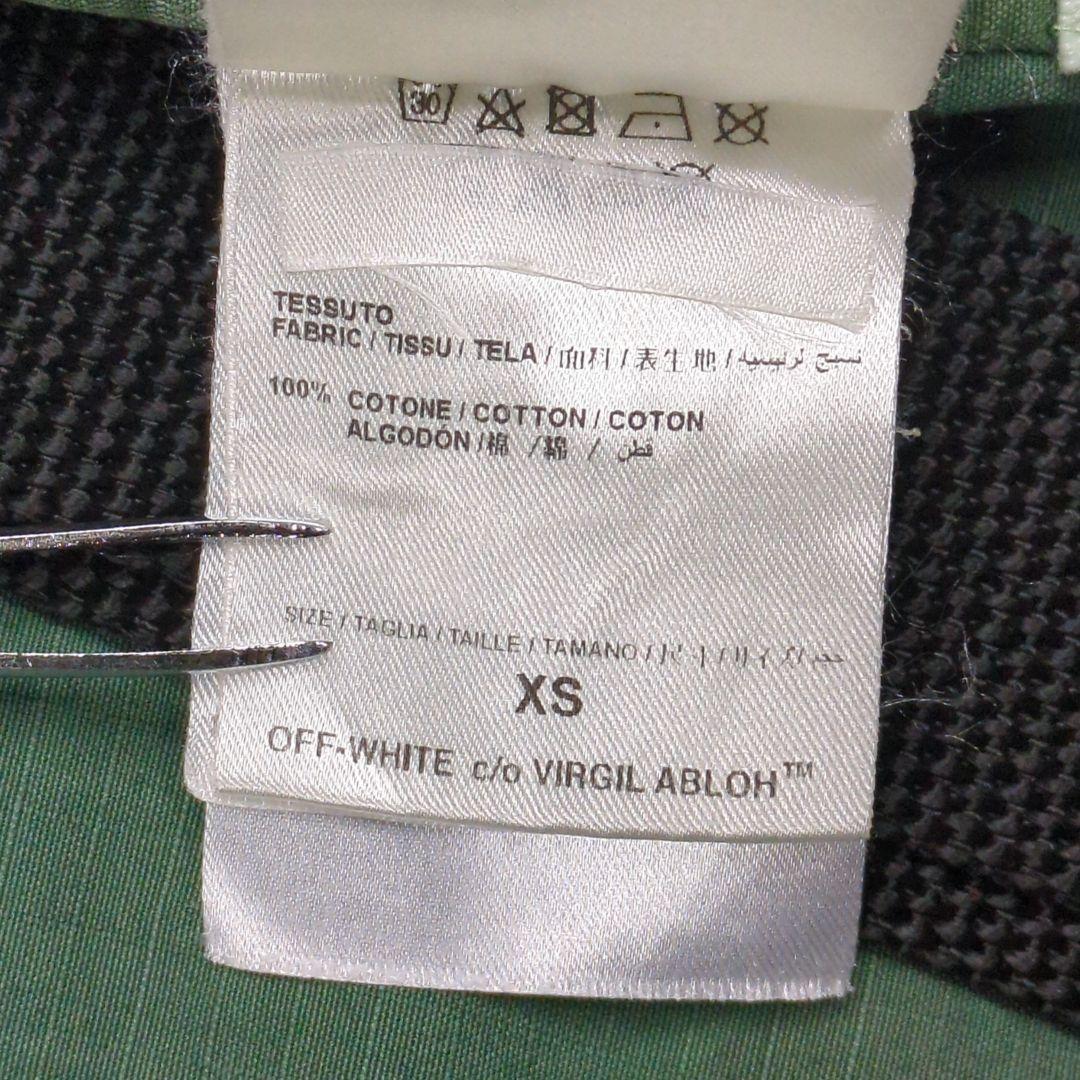 30
TESSUTO
FABRIC / TISSU / TELA / 面料 / 表生地 / نسيج
100% COTONE / COTTON / COTON
ALGODÓN / 棉 / 綿 / قطن
SIZE / TAGLIA / TAILLE / TAMANO /
XS
OFF-WHITE c/o VIRGIL ABLOH™